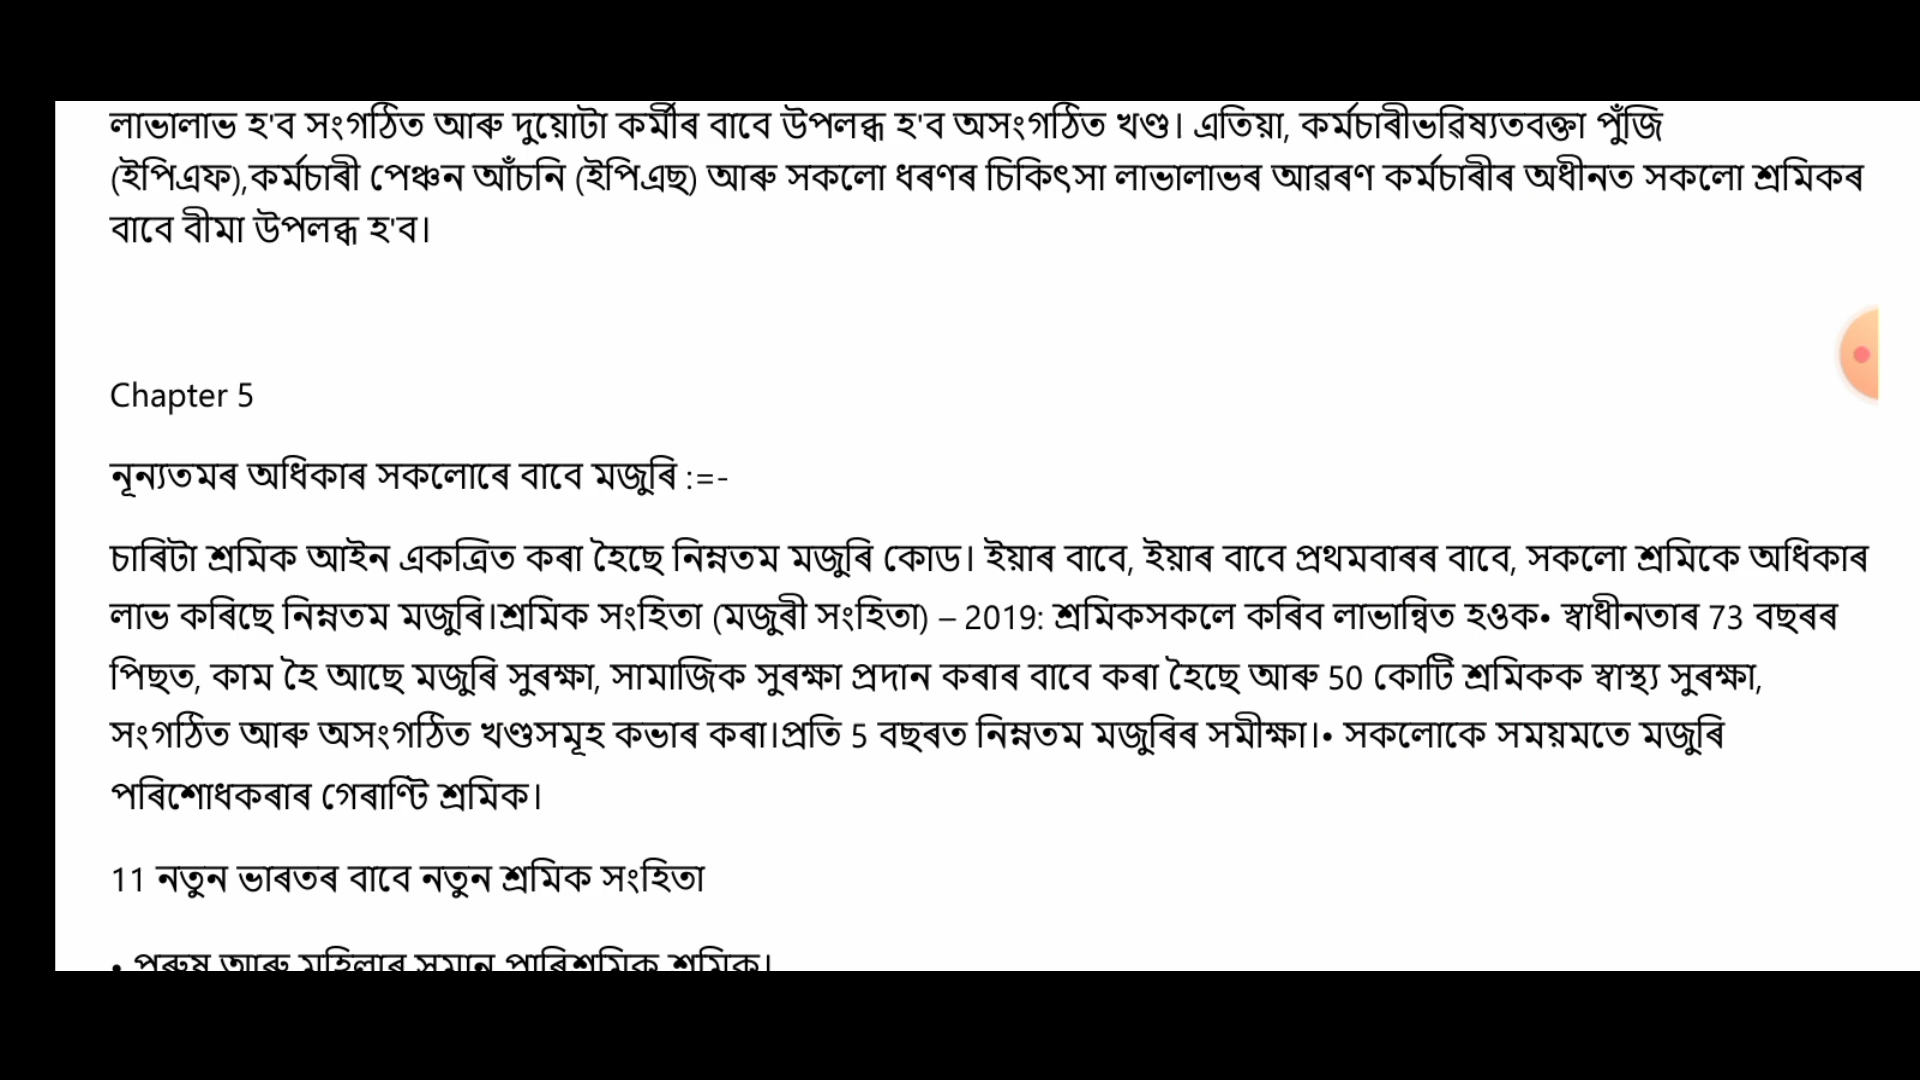 লাভালাভ হ'ব সংগঠিত আৰু দুয়োটা কৰ্মীৰ বাবে উপলব্ধ হ'ব অসংগঠিত খণ্ড। এতিয়া, কৰ্মচাৰীভৱিষ্যতবক্তা পুঁজি
(ইপিএফ),কৰ্মচাৰী পেঞ্চন আঁচনি (ইপিএছ) আৰু সকলো ধৰণৰ চিকিৎসা লাভালাভৰ আৱৰণ কৰ্মচাৰীৰ অধীনত সকলো শ্ৰমিকৰ
বাবে বীমা উপলব্ধ হ'ব।
Chapter 5
নূন্যতমৰ অধিকাৰ সকলোৰে বাবে মজুৰি :=-
চাৰিটা শ্ৰমিক আইন একত্ৰিত কৰা হৈছে নিম্নতম মজুৰি কোড। ইয়াৰ বাবে, ইয়াৰ বাবে প্ৰথমবাৰৰ বাবে, সকলো শ্ৰমিকে অধিকাৰ
লাভ কৰিছে নিম্নতম মজুৰি।শ্ৰমিক সংহিতা (মজুৰী সংহিতা) – 2019: শ্ৰমিকসকলে কৰিব লাভান্বিত হওক• স্বাধীনতাৰ 73 বছৰৰ
পিছত, কাম হৈ আছে মজুৰি সুৰক্ষা, সামাজিক সুৰক্ষা প্ৰদান কৰাৰ বাবে কৰা হৈছে আৰু 50 কোটি শ্ৰমিকক স্বাস্থ্য সুৰক্ষা,
সংগঠিত আৰু অসংগঠিত খণ্ডসমূহ কভাৰ কৰা।প্ৰতি 5 বছৰত নিম্নতম মজুৰিৰ সমীক্ষা।• সকলোকে সময়মতে মজুৰি
পৰিশোধকৰাৰ গেৰাণ্টি শ্ৰমিক।
11 নতুন ভাৰতৰ বাবে নতুন শ্ৰমিক সংহিতা
• পুৰুষ আৰু মহিলাৰ সমান পাৰিশ্ৰমিক শ্ৰমিক।